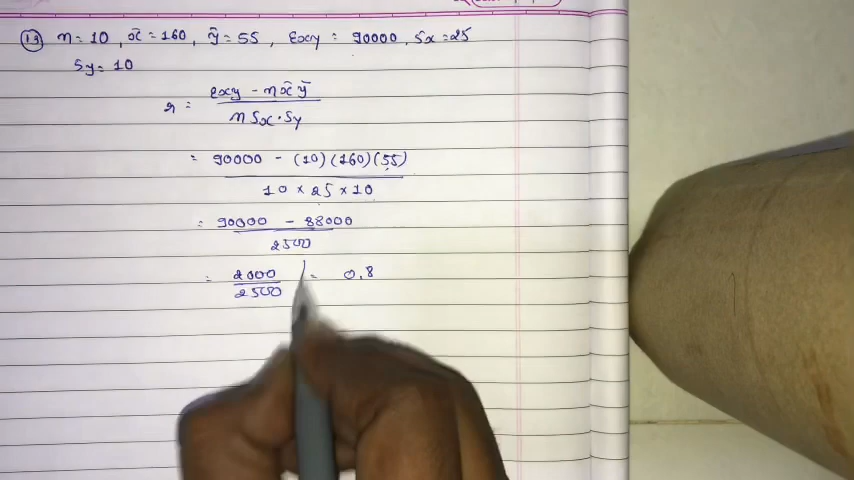 19 n = 10 , x̄ = 160 , ȳ = 55 , Σxy = 90000 , Sx = 25
Sy = 10
r = Σxy - n x̄ ȳ / n Sx . Sy
= 90000 - (10) (160) (55) / 10 × 25 × 10
= 90000 - 88000 / 2500
= 2000 / 2500 = 0.8